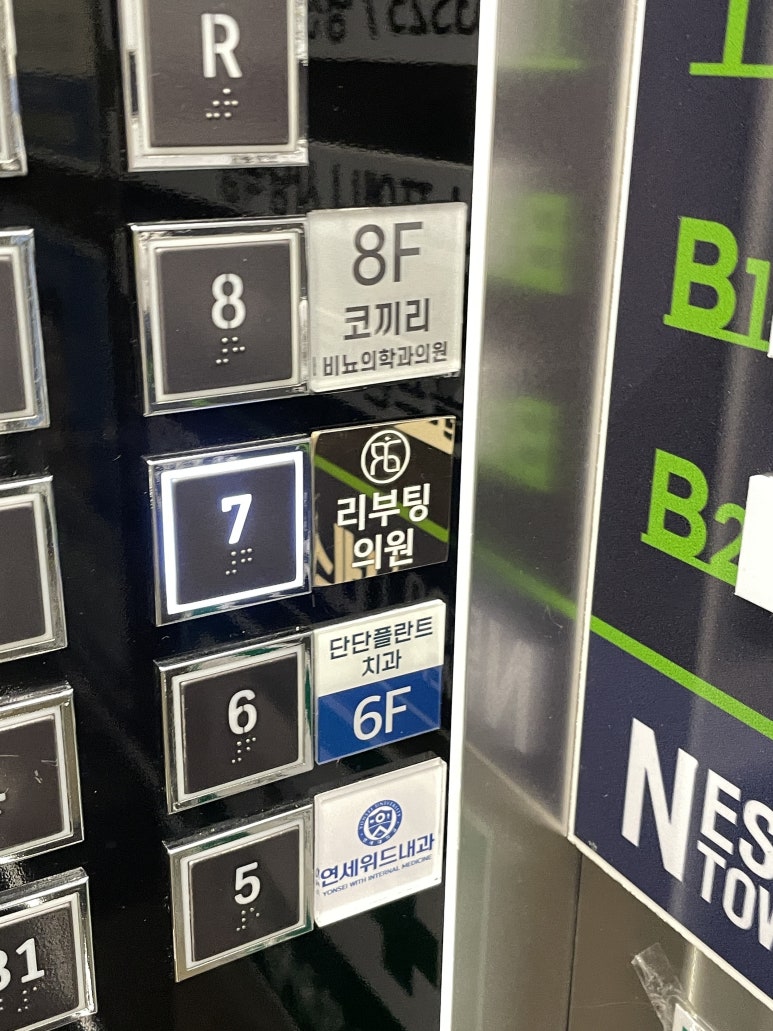 R
8
8F
코끼리
비뇨의학과의원
7
리부팅
의원
6
단단플란트
치과
6F
5
연세위드내과
YONSEI WITH INTERNAL MEDICINE
B1
B2